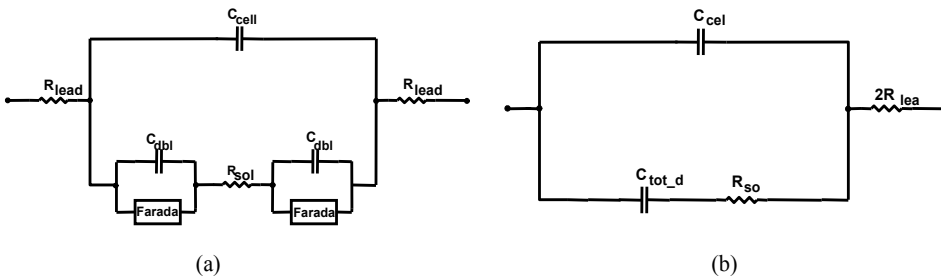 C cell
R lead
R lead
C dbl
R sol
C dbl
Farada
Farada
(a)
C cel
2R lea
C tot_d
R so
(b)